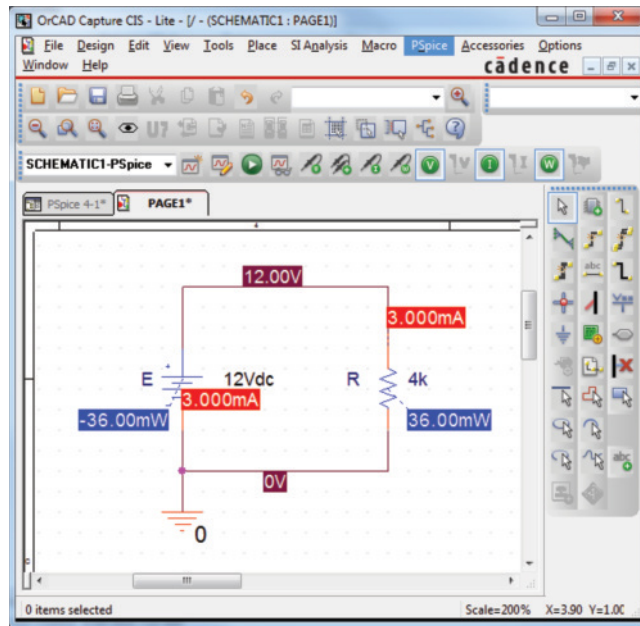 OrCAD Capture CIS - Lite - [/ - (SCHEMATIC1 : PAGE1)]
File Design Edit View Tools Place SI Analysis Macro PSpice Accessories Options
Window Help
cādence
U?
SCHEMATIC1-PSpice
V V I I W
PSpice 4-1* PAGE1*
abc
12.00V
3.000mA
E 12Vdc R 4k
3.000mA
-36.00mW 36.00mW
0V
0
abc
0 items selected Scale=200% X=3.90